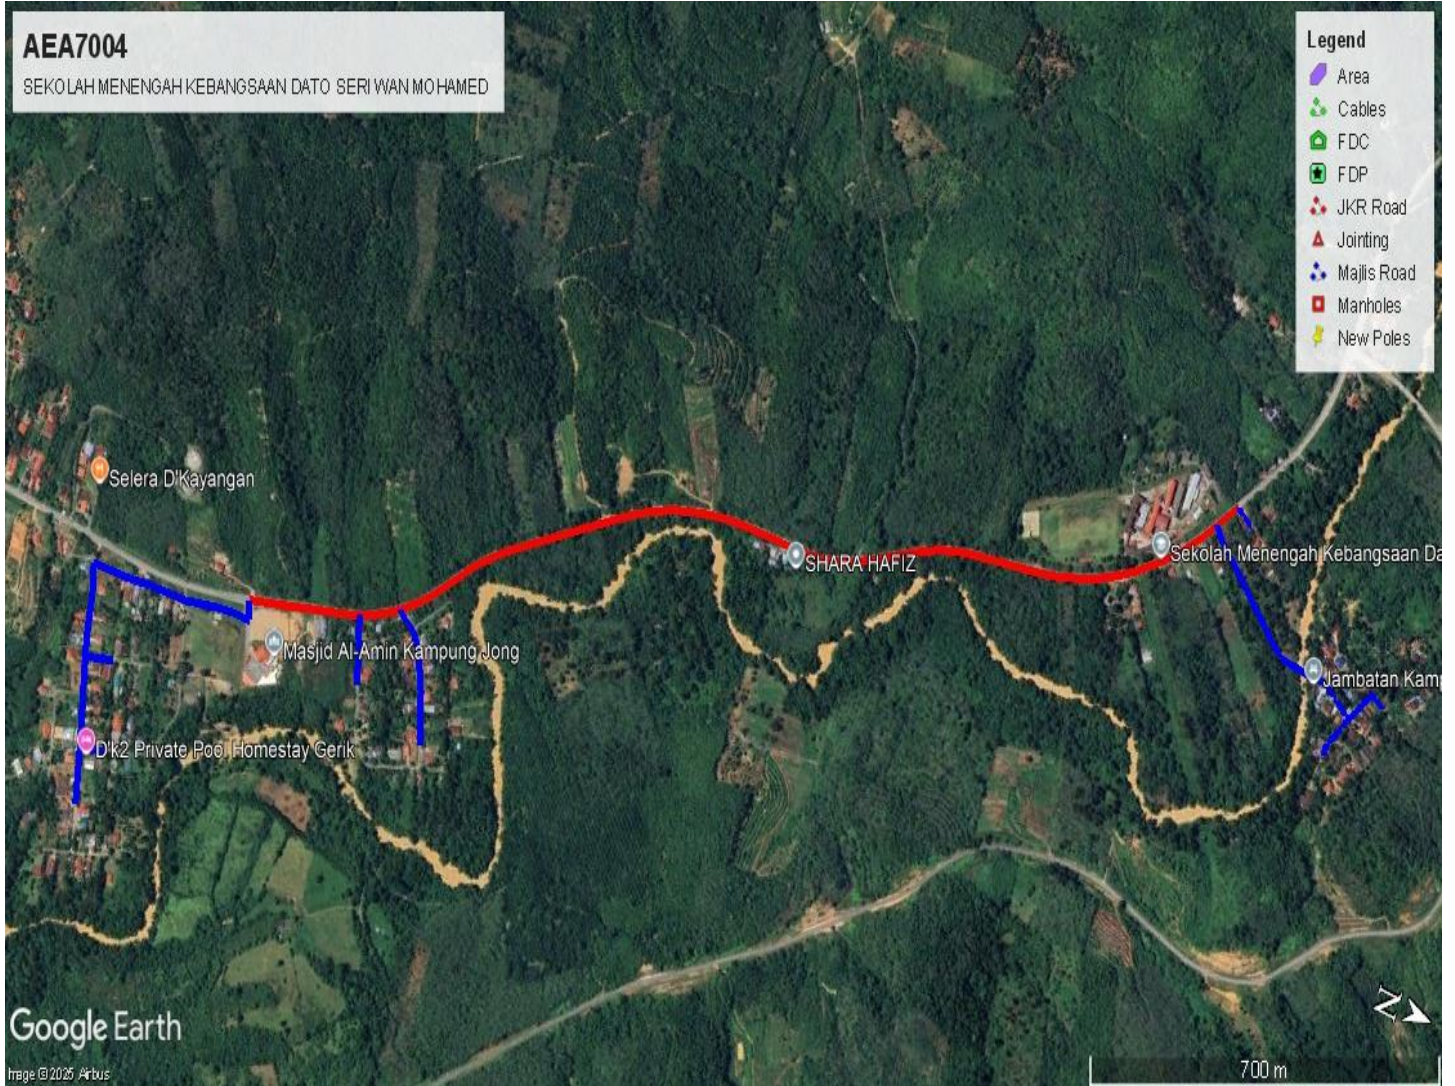 AEA7004
SEKOLAH MENENGAH KEBANGSAAN DATO SERI WAN MOHAMED
Legend
Area
Cables
FDC
FDP
JKR Road
Jointing
Majlis Road
Manholes
New Poles
Selera D'Kayangan
SHARA HAFIZ
Sekolah Menengah Kebangsaan Da
Masjid Al-Amin Kampung Jong
Jambatan Kamp
D'k2 Private Pool Homestay Gerik
N
Google Earth
Image © 2025 Airbus
700 m